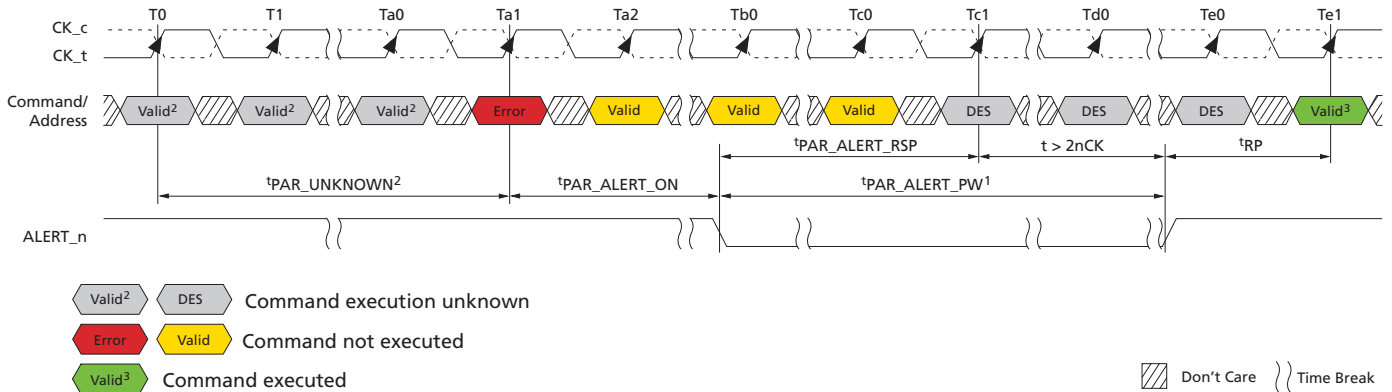 T0 T1 Ta0 Ta1 Ta2 Tb0 Tc0 Tc1 Td0 Te0 Te1
CK_c
CK_t
Command/
Address
Valid² Valid² Valid² Error Valid Valid Valid DES DES DES Valid³
tPAR_ALERT_RSP t > 2nCK tRP
tPAR_UNKNOWN² tPAR_ALERT_ON tPAR_ALERT_PW¹
ALERT_n
Valid² DES Command execution unknown
Error Valid Command not executed
Valid³ Command executed
Don't Care Time Break